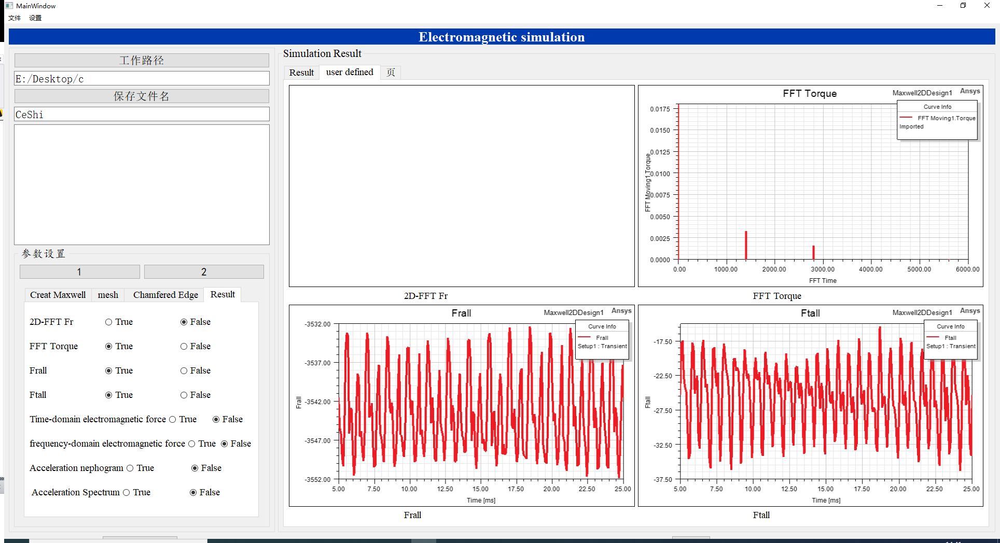 MainWindow
文件 设置
Electromagnetic simulation
工作路径
E:/Desktop/c
保存文件名
CeShi
参数设置
1 2
Creat Maxwell mesh Chamfered Edge Result
2D-FFT Fr True False
FFT Torque True False
Frall True False
Ftall True False
Time-domain electromagnetic force True False
frequency-domain electromagnetic force True False
Acceleration nephogram True False
Acceleration Spectrum True False
Simulation Result
Result user defined 页
2D-FFT Fr
FFT Torque
Maxwell2DDesign1 Ansys
Curve Info
FFT Moving1.Torque
Imported
FFT Moving1.Torque
0.0175
0.0150
0.0125
0.0100
0.0075
0.0050
0.0025
0.0000
0.00 1000.00 2000.00 3000.00 4000.00 5000.00 6000.00
FFT Time
FFT Torque
Frall
Maxwell2DDesign1 Ansys
Curve Info
Frall
Setup1 : Transient
Frall
-3532.00
-3537.00
-3542.00
-3547.00
-3552.00
5.00 7.50 10.00 12.50 15.00 17.50 20.00 22.50 25.00
Time [ms]
Frall
Ftall
Maxwell2DDesign1 Ansys
Curve Info
Ftall
Setup1 : Transient
Ftall
-17.50
-22.50
-27.50
-32.50
-37.50
5.00 7.50 10.00 12.50 15.00 17.50 20.00 22.50 25.00
Time [ms]
Ftall